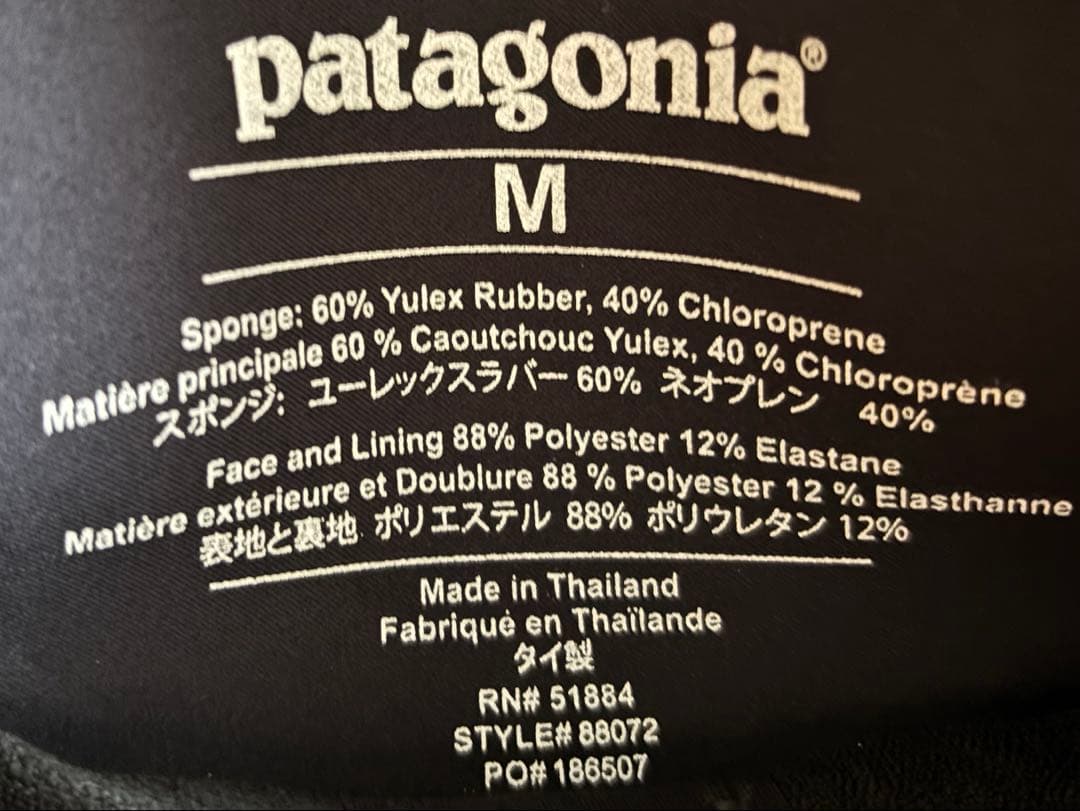 patagonia®
M
Sponge: 60% Yulex Rubber, 40% Chloroprene
Matière principale 60 % Caoutchouc Yulex, 40 % Chloroprène
スポンジ: ユーレックスラバー 60% ネオプレン 40%
Face and Lining 88% Polyester 12% Elastane
Matière extérieure et Doublure 88 % Polyester 12 % Elasthanne
表地と裏地 ポリエステル 88% ポリウレタン 12%
Made in Thailand
Fabriqué en Thaïlande
タイ製
RN# 51884
STYLE# 88072
PO# 186507